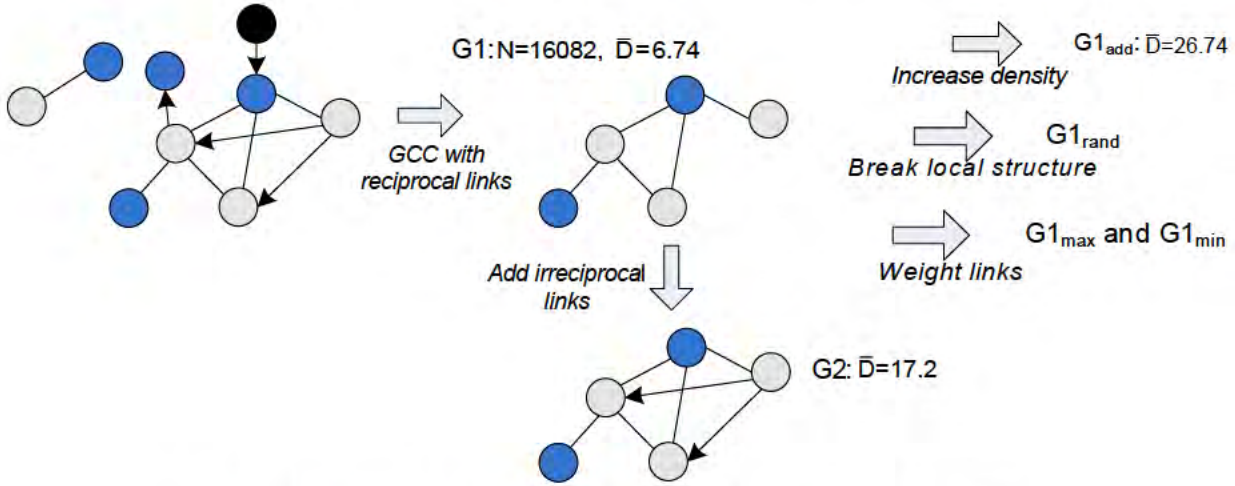 G1: N=16082, D̅=6.74
GCC with
reciprocal links
Increase density
G1add: D̅=26.74
Break local structure
G1rand
Weight links
G1max and G1min
Add irreciprocal
links
G2: D̅=17.2